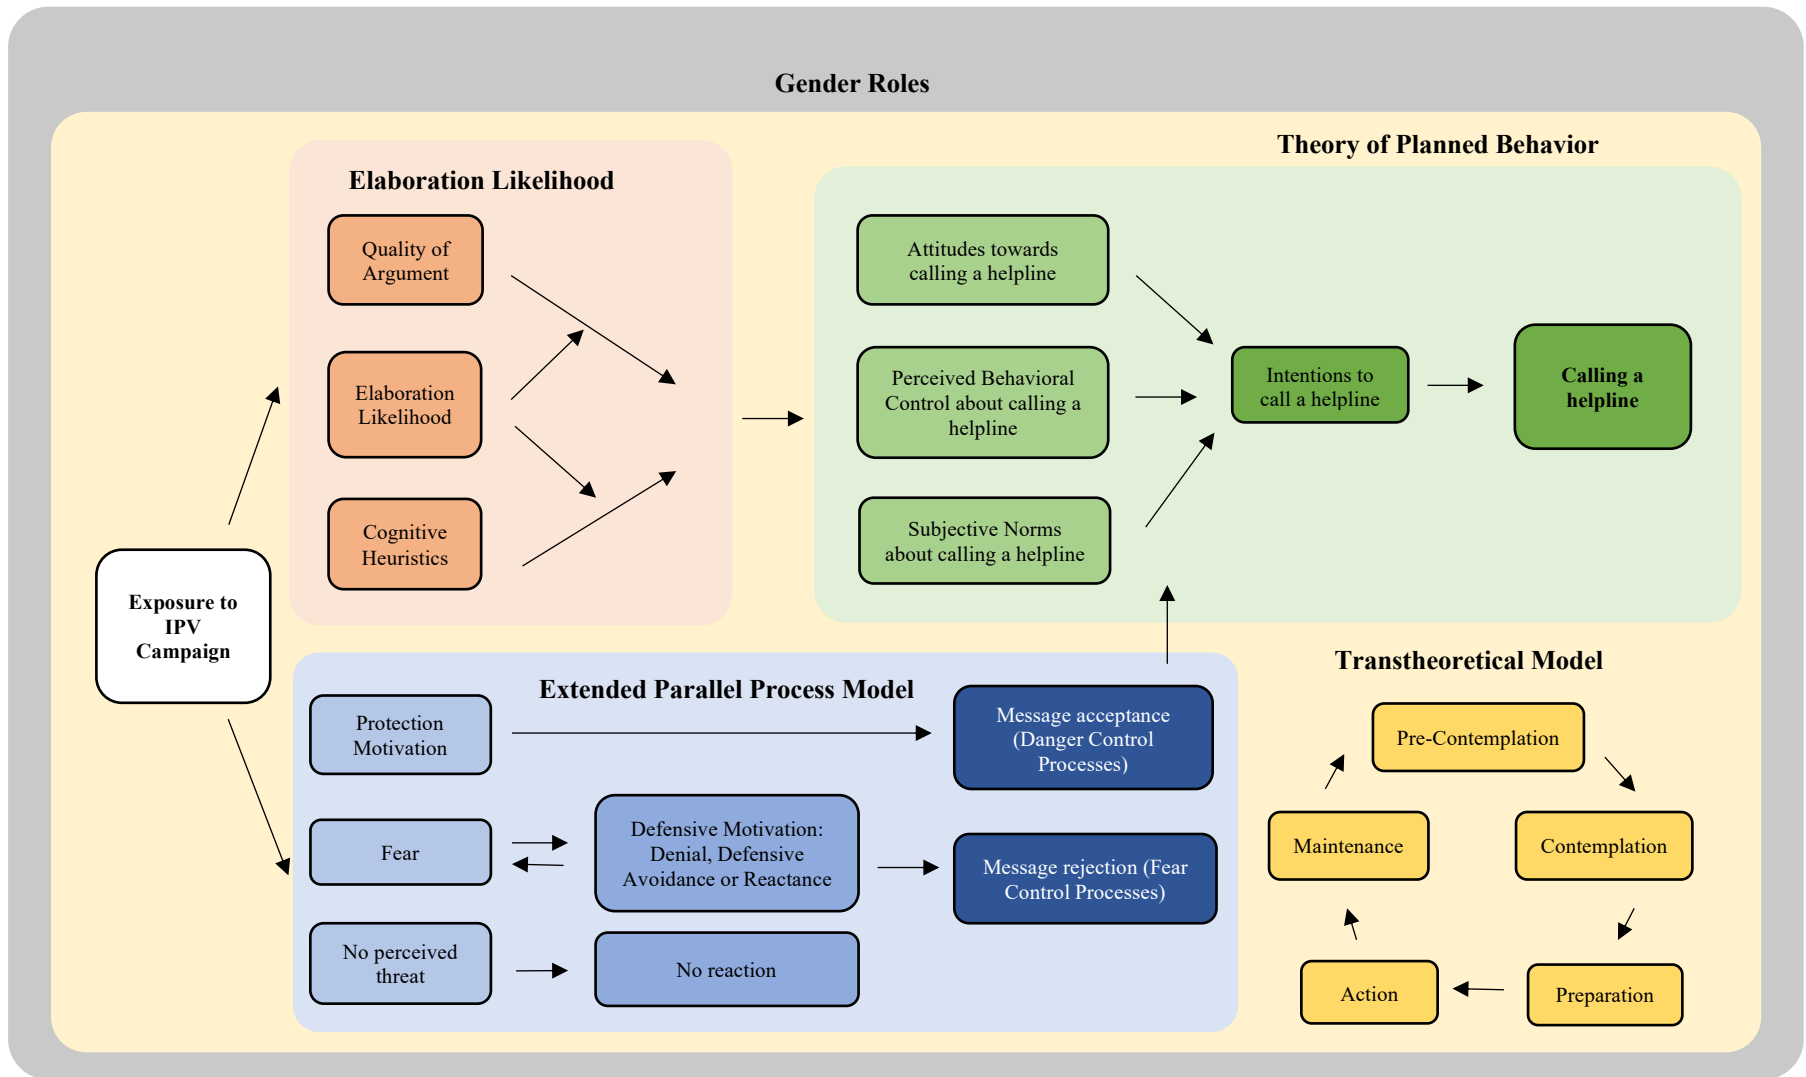 Gender Roles
Theory of Planned Behavior
Elaboration Likelihood
Quality of
Argument
Elaboration
Likelihood
Cognitive
Heuristics
Attitudes towards
calling a helpline
Perceived Behavioral
Control about calling a
helpline
Subjective Norms
about calling a helpline
Intentions to
call a helpline
Calling a
helpline
Exposure to
IPV
Campaign
Extended Parallel Process Model
Protection
Motivation
Message acceptance
(Danger Control
Processes)
Fear
Defensive Motivation:
Denial, Defensive
Avoidance or Reactance
Message rejection (Fear
Control Processes)
No perceived
threat
No reaction
Transtheoretical Model
Pre-Contemplation
Maintenance
Contemplation
Action
Preparation